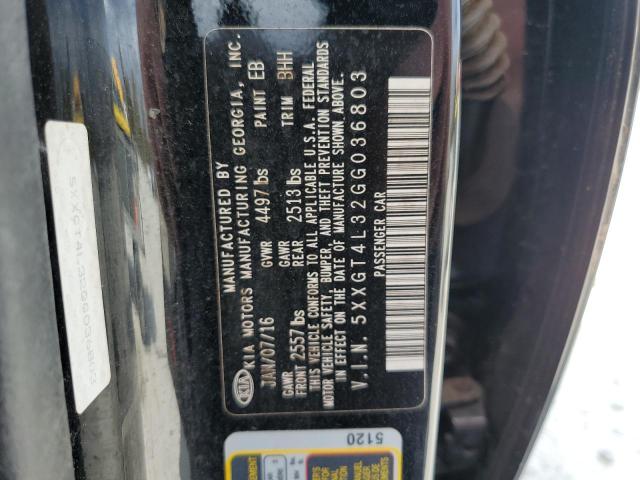 MANUFACTURED BY
KIA MOTORS MANUFACTURING GEORGIA, INC.
JAN/07/16 GVWR 4497 lbs PAINT EB
GAWR FRONT 2557 lbs GAWR REAR 2513 lbs TRIM BHH
THIS VEHICLE CONFORMS TO ALL APPLICABLE U.S.A. FEDERAL
MOTOR VEHICLE SAFETY, BUMPER, AND THEFT PREVENTION STANDARDS
IN EFFECT ON THE DATE OF MANUFACTURE SHOWN ABOVE.
V.I.N. 5XXGT4L32GG036803
PASSENGER CAR
KIA
5120